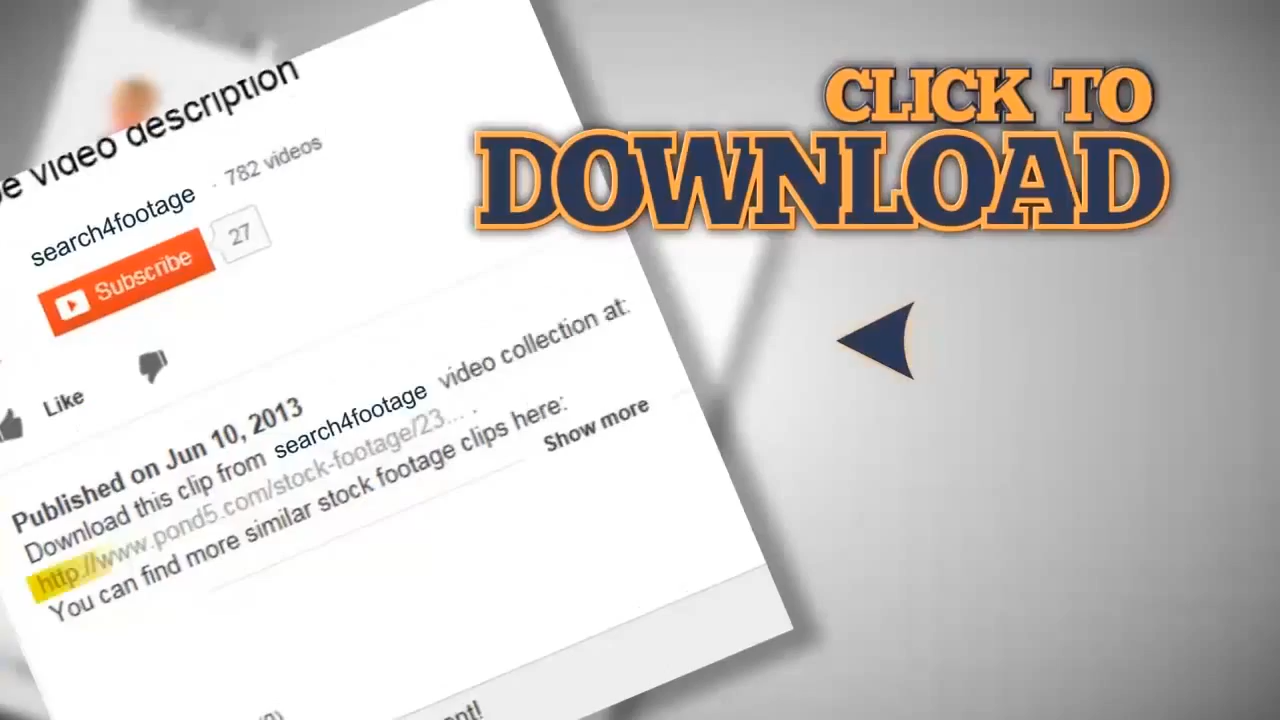 CLICK TO
DOWNLOAD
video description
search4footage · 782 videos
Subscribe 27
Like
Published on Jun 10, 2013
Download this clip from search4footage video collection at:
http://www.pond5.com/stock-footage/23... .
You can find more similar stock footage clips here:
Show more